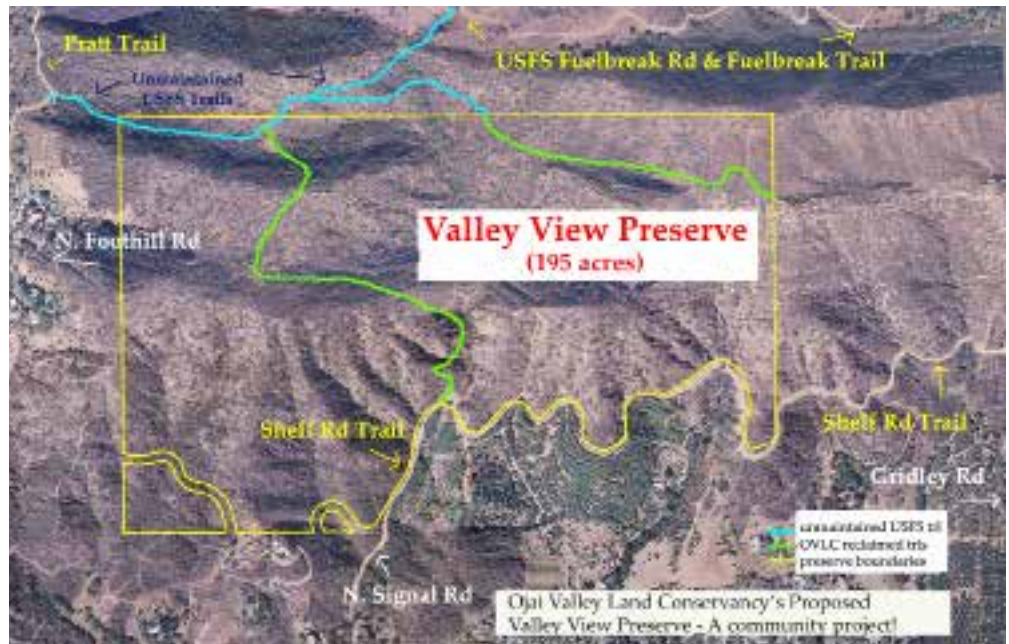 Pratt Trail
Unmaintained
USFS Trails
USFS Fuelbreak Rd & Fuelbreak Trail
N. Foothill Rd
Valley View Preserve
(195 acres)
Shelf Rd Trail
Shelf Rd Trail
Gridley Rd
unmaintained USFS trl
OVLC reclaimed trls
preserve boundaries
N. Signal Rd
Ojai Valley Land Conservancy's Proposed
Valley View Preserve - A community project!